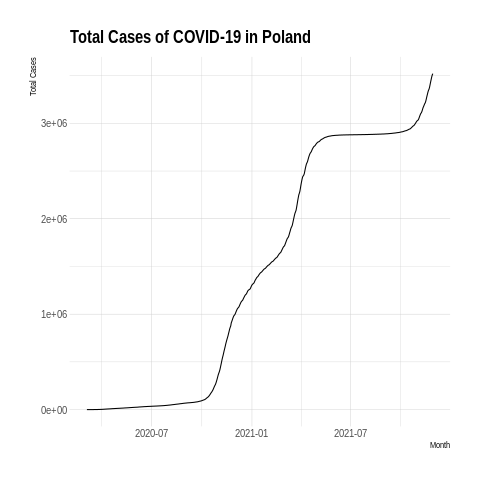 Total Cases of COVID-19 in Poland
Total Cases
3e+06
2e+06
1e+06
0e+00
2020-07 2021-01 2021-07
Month